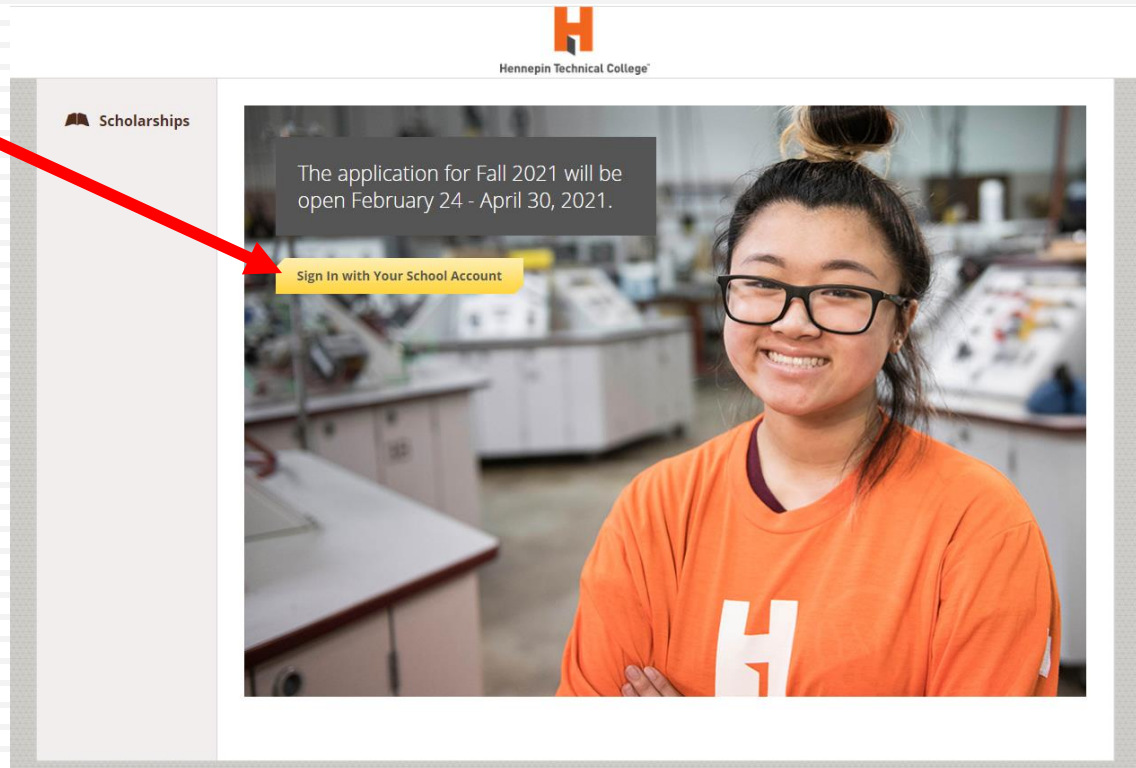 Hennepin Technical College
Scholarships
The application for Fall 2021 will be
open February 24 - April 30, 2021.
Sign In with Your School Account
H